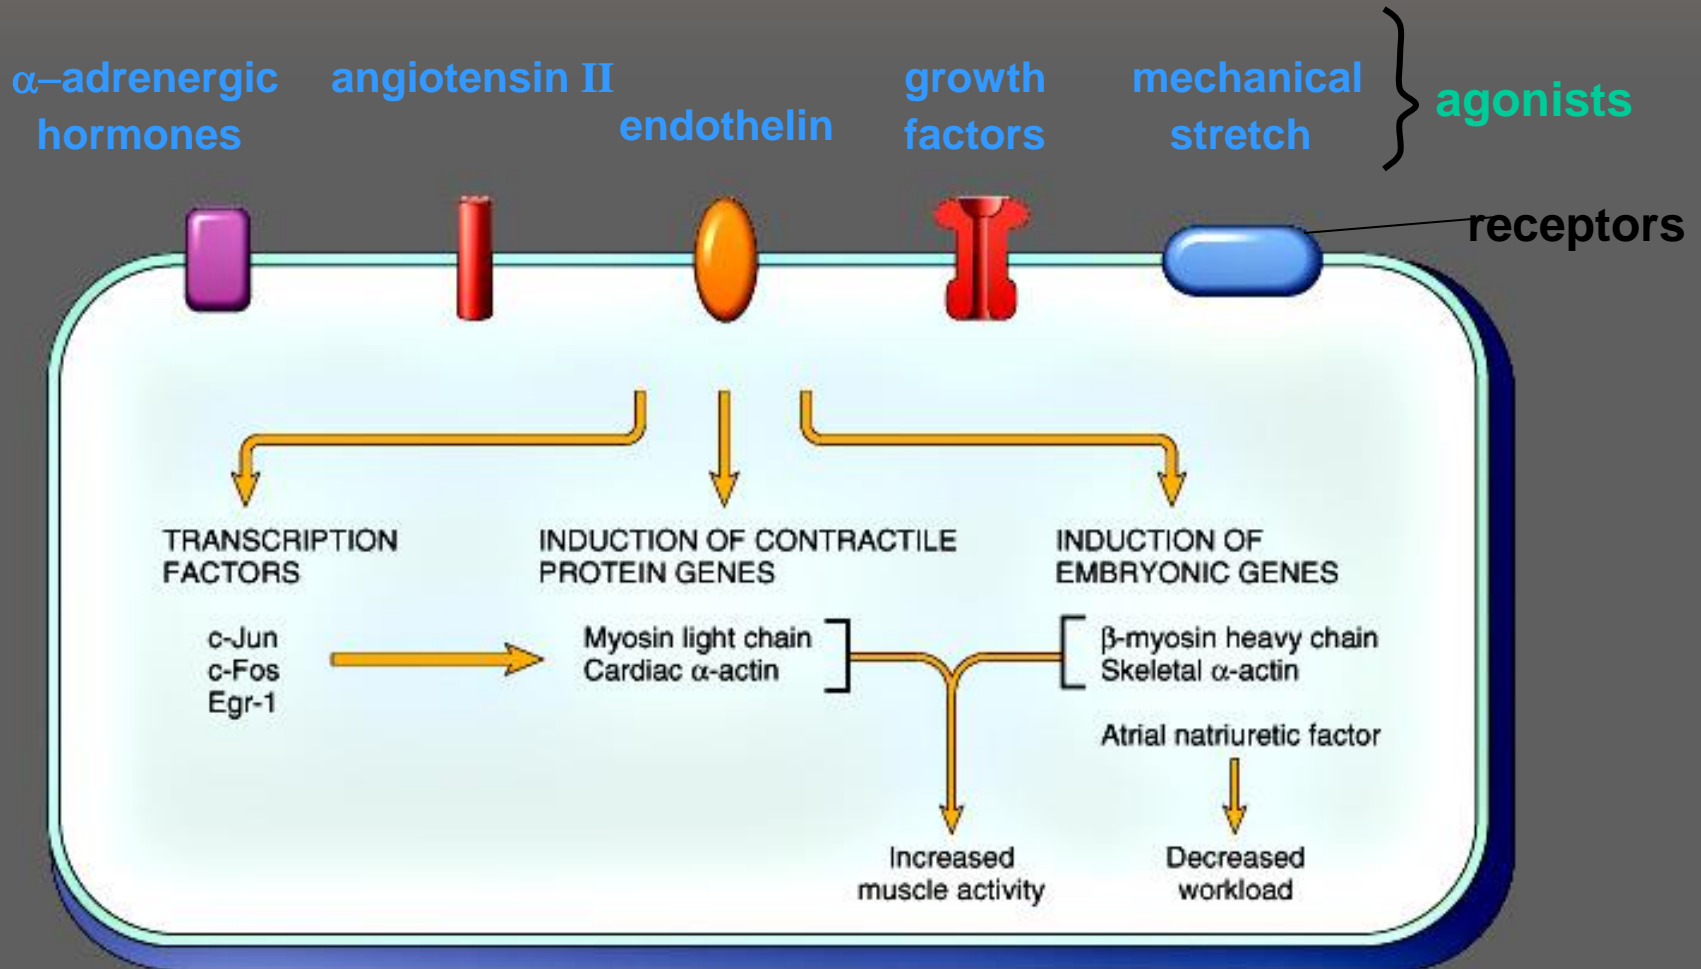 α–adrenergic
hormones
angiotensin II
endothelin
growth
factors
mechanical
stretch
agonists
receptors
TRANSCRIPTION
FACTORS
c-Jun
c-Fos
Egr-1
INDUCTION OF CONTRACTILE
PROTEIN GENES
Myosin light chain
Cardiac α-actin
INDUCTION OF
EMBRYONIC GENES
β-myosin heavy chain
Skeletal α-actin
Atrial natriuretic factor
Increased
muscle activity
Decreased
workload